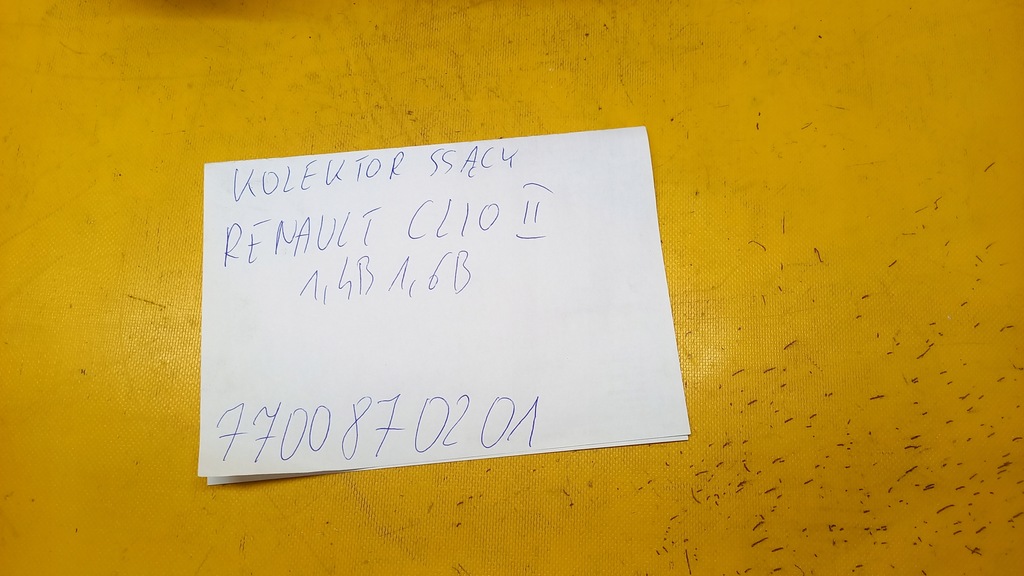 KOLEKTOR SSĄCY
RENAULT CLIO II
1,4B 1,6B
7700870201